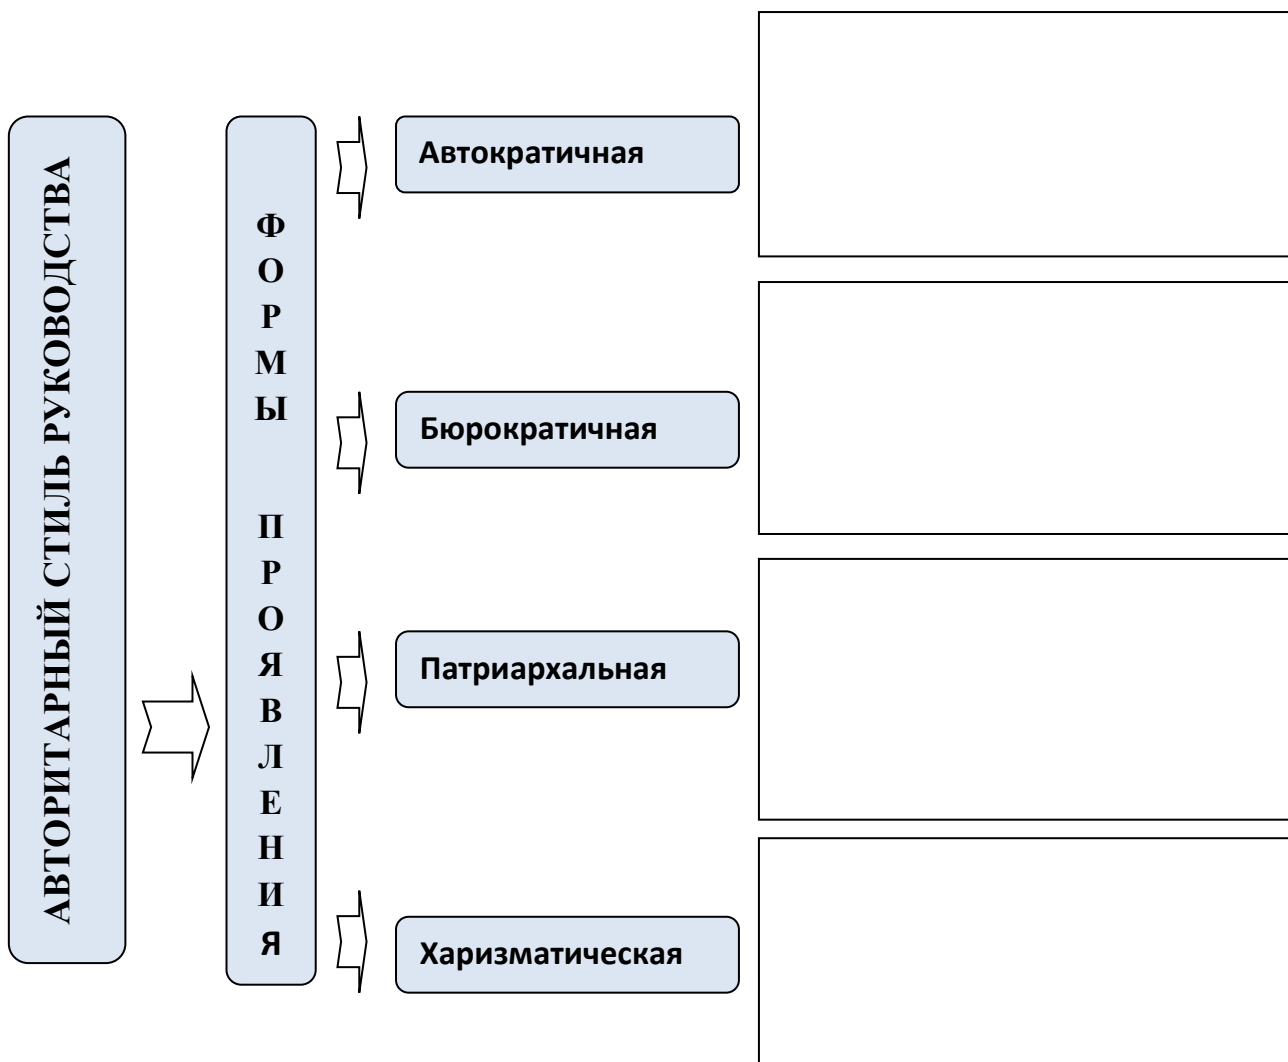 АВТОРИТАРНЫЙ СТИЛЬ РУКОВОДСТВА
ФОРМЫ ПРОЯВЛЕНИЯ
Автократичная
Бюрократичная
Патриархальная
Харизматическая